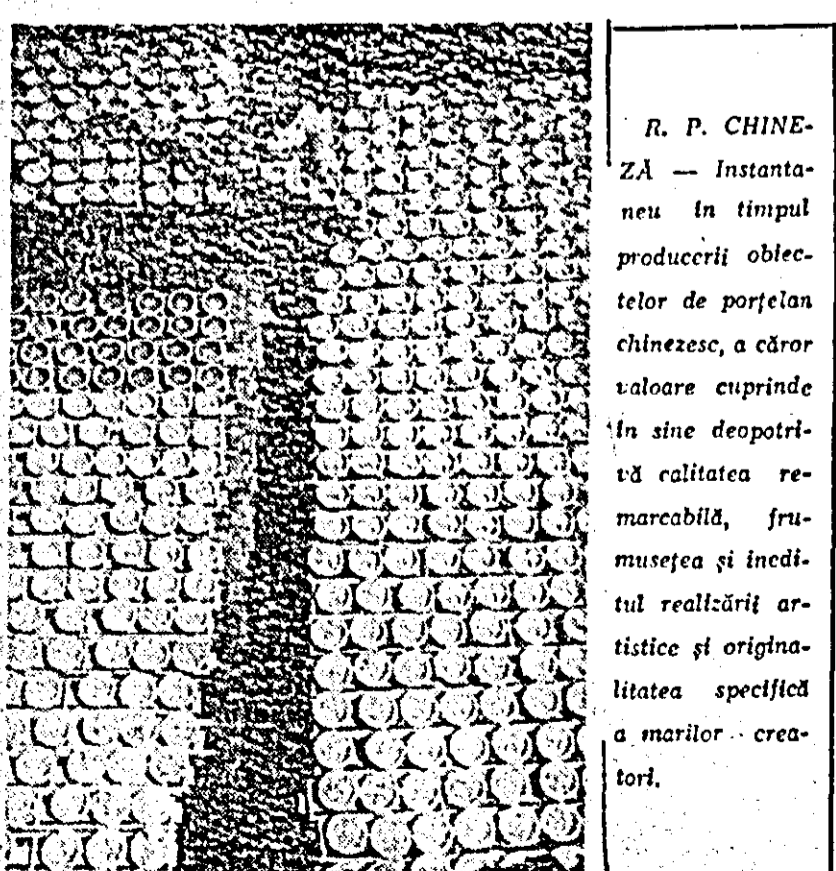 R. P. CHINE-
ZĂ — Instanta-
neu în timpul
producerii obiec-
telor de porțelan
chinezesc, a căror
valoare cuprinde
în sine deopotri-
vă calitatea re-
marcabilă, fru-
musețea și inedi-
tul realizării ar-
tistice și origina-
litatea specifică
a marilor crea-
tori.